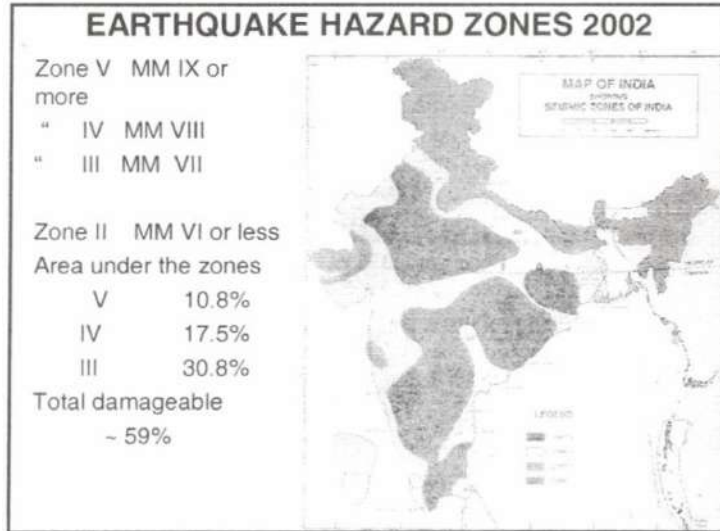 EARTHQUAKE HAZARD ZONES 2002
Zone V MM IX or
more
“ IV MM VIII
“ III MM VII
Zone II MM VI or less
Area under the zones
V 10.8%
IV 17.5%
III 30.8%
Total damageable
~ 59%
MAP OF INDIA
SHOWING
SEISMIC ZONES OF INDIA
LEGEND